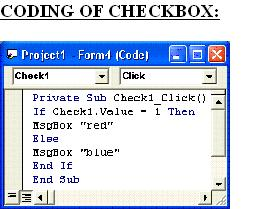 CODING OF CHECKBOX:
Project1 - Form4 (Code)
Check1 Click
Private Sub Check1_Click()
If Check1.Value = 1 Then
MsgBox "red"
Else
MsgBox "blue"
End If
End Sub